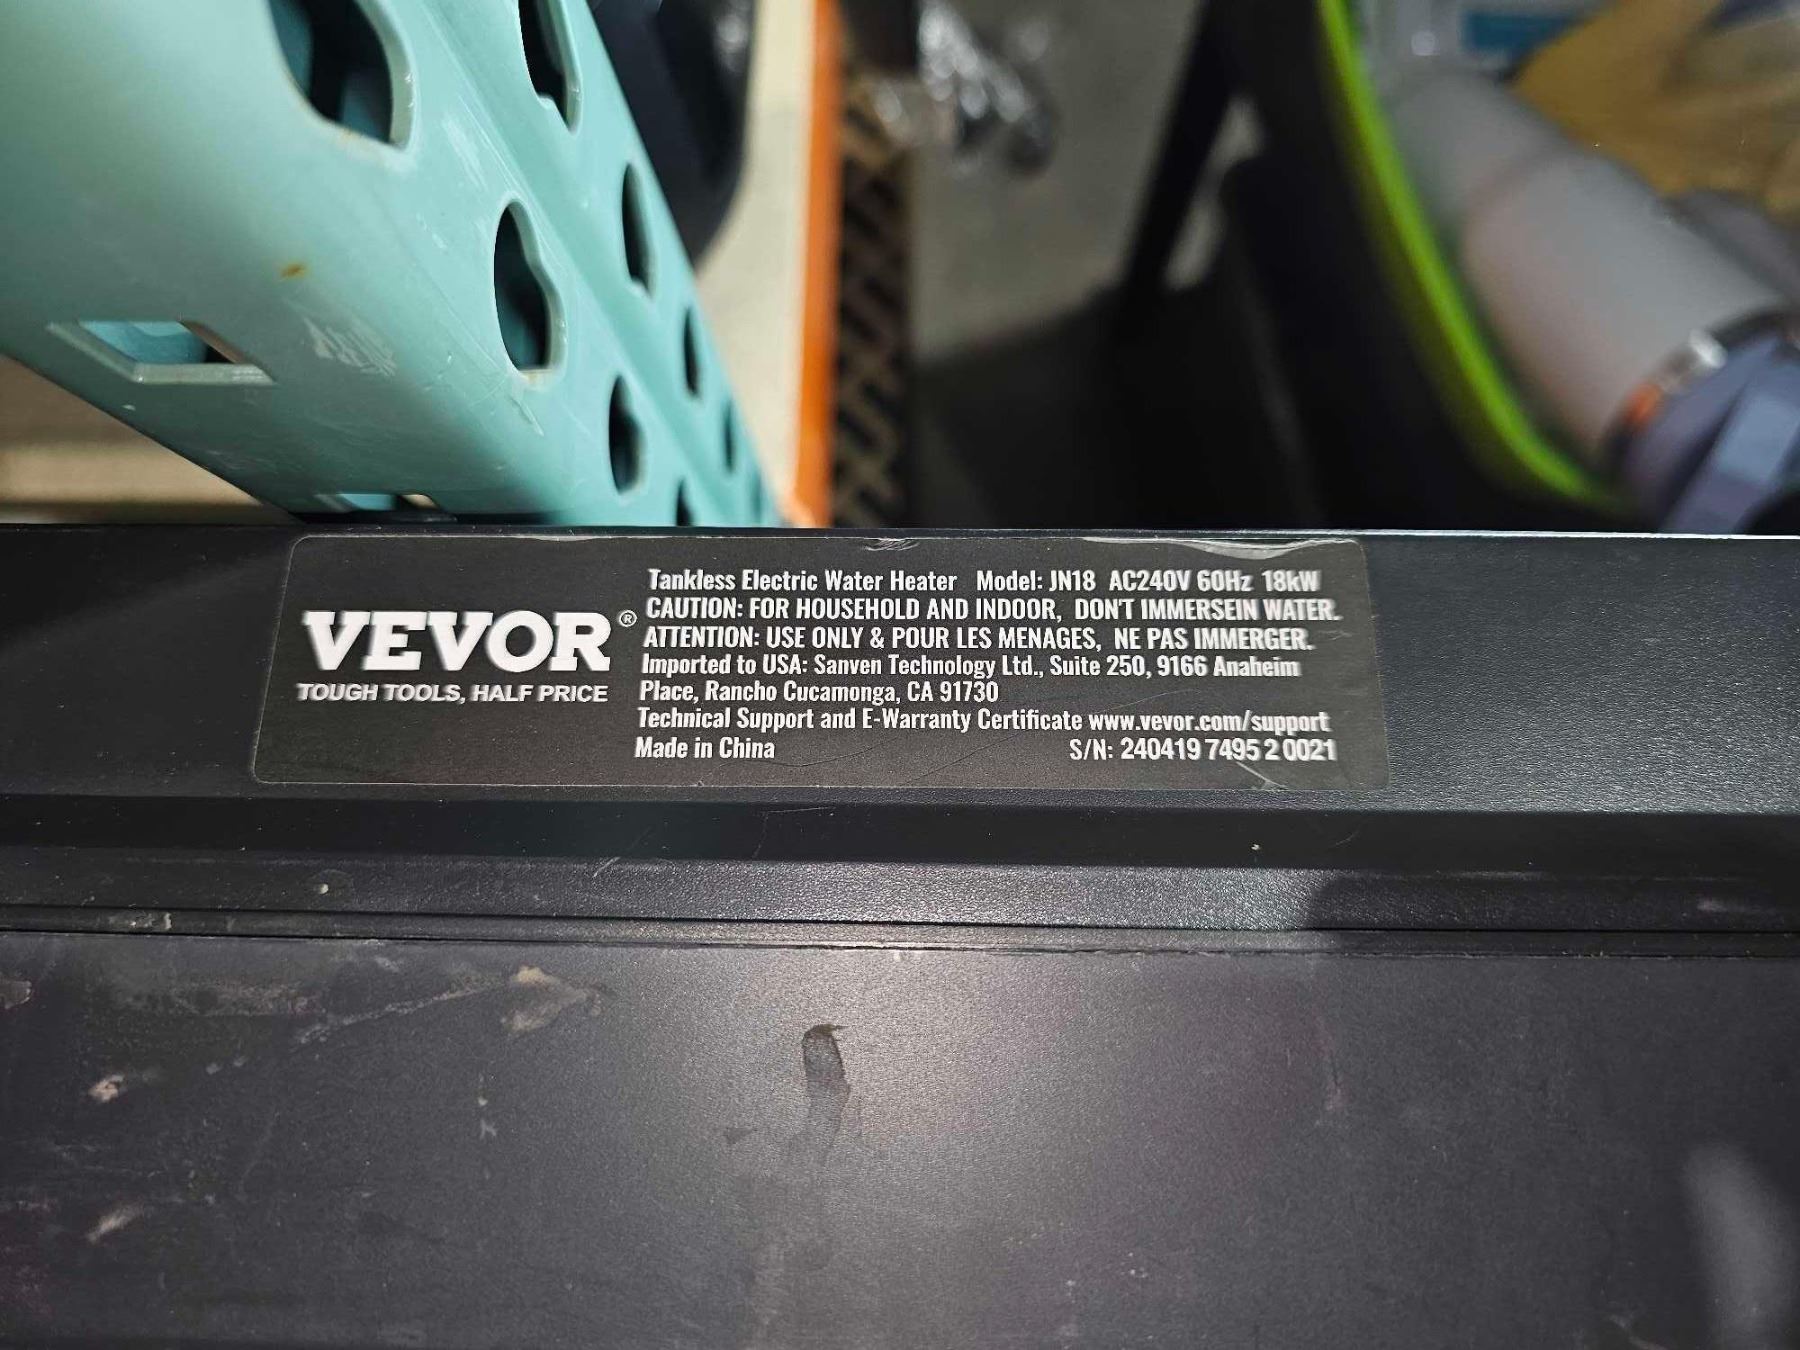 VEVOR®
TOUGH TOOLS, HALF PRICE
Tankless Electric Water Heater Model: JN18 AC240V 60Hz 18kW
CAUTION: FOR HOUSEHOLD AND INDOOR, DON'T IMMERSEIN WATER.
ATTENTION: USE ONLY & POUR LES MENAGES, NE PAS IMMERGER.
Imported to USA: Sanven Technology Ltd., Suite 250, 9166 Anaheim
Place, Rancho Cucamonga, CA 91730
Technical Support and E-Warranty Certificate www.vevor.com/support
Made in China S/N: 240419 7495 2 0021